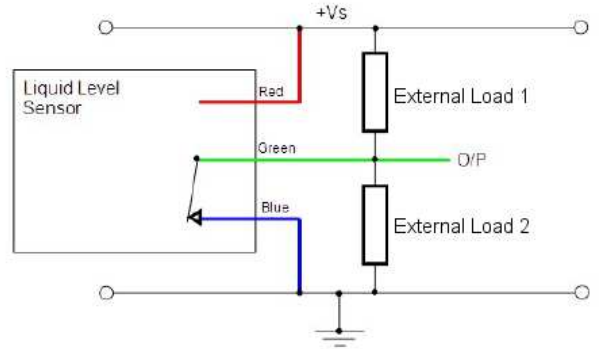 +Vs
Liquid Level
Sensor
Red
External Load 1
Green
O/P
Blue
External Load 2